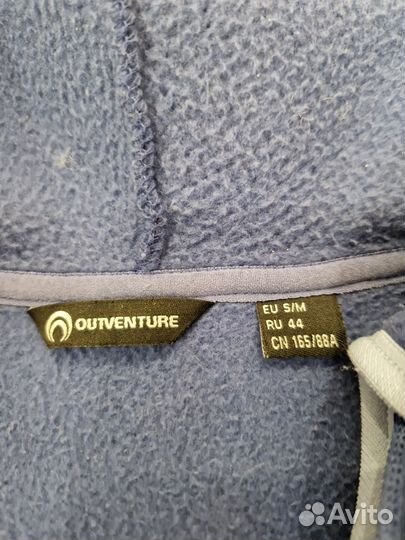 OUTVENTURE
EU S/M
RU 44
CN 165/88A
Avito